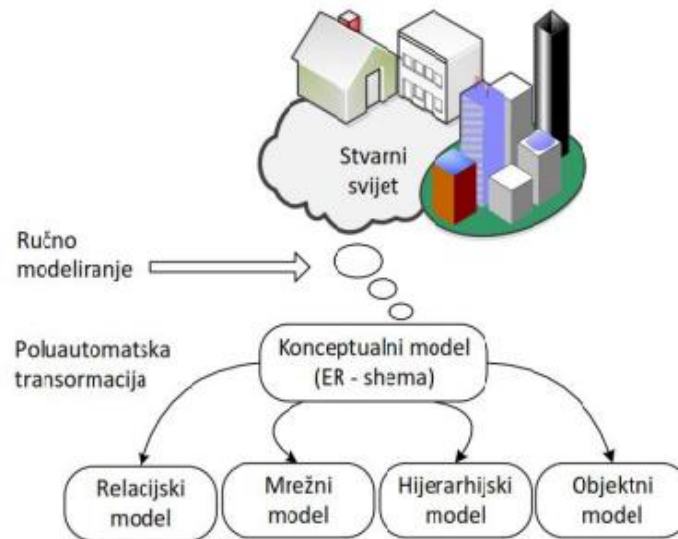 Stvarni
svijet
Ručno
modeliranje
Poluautomatska
transormacija
Konceptualni model
(ER - shema)
Relacijski
model
Mrežni
model
Hijerarhijski
model
Objektni
model